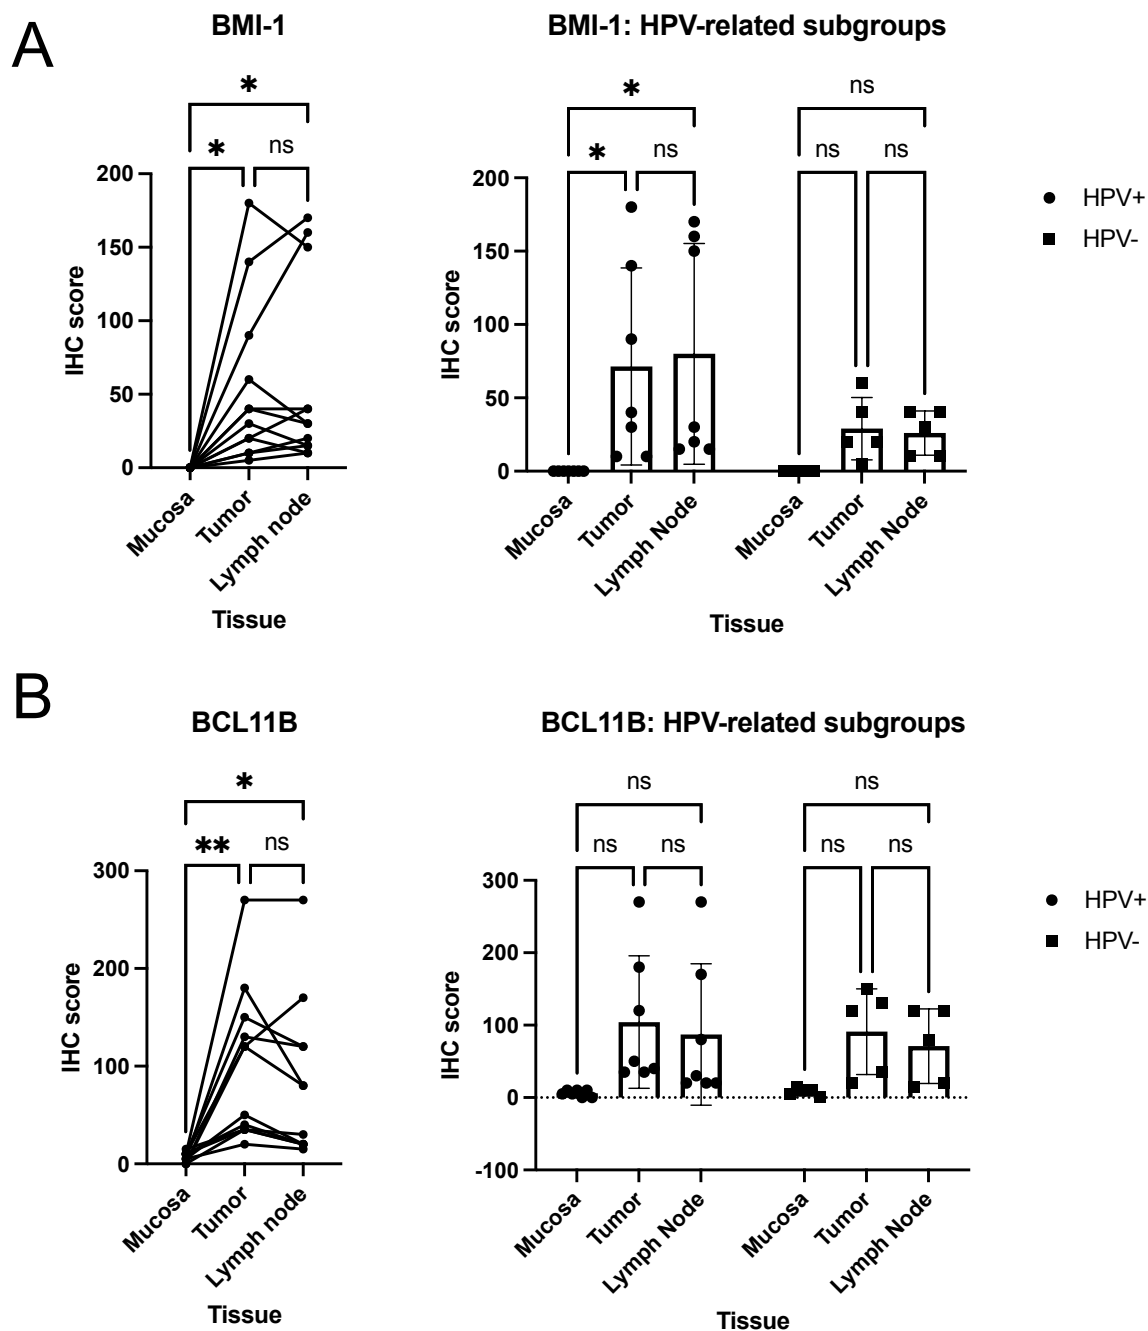 A
BMI-1
BMI-1: HPV-related subgroups
*
* ns
IHC score
200
150
100
50
0
Mucosa
Tumor
Lymph node
Tissue
*
* ns
ns
ns ns
IHC score
200
150
100
50
0
Mucosa
Tumor
Lymph Node
Mucosa
Tumor
Lymph Node
Tissue
HPV+
HPV-
B
BCL11B
BCL11B: HPV-related subgroups
*
** ns
IHC score
300
200
100
0
Mucosa
Tumor
Lymph node
Tissue
ns
ns ns
ns
ns ns
IHC score
300
200
100
0
-100
Mucosa
Tumor
Lymph Node
Mucosa
Tumor
Lymph Node
Tissue
HPV+
HPV-